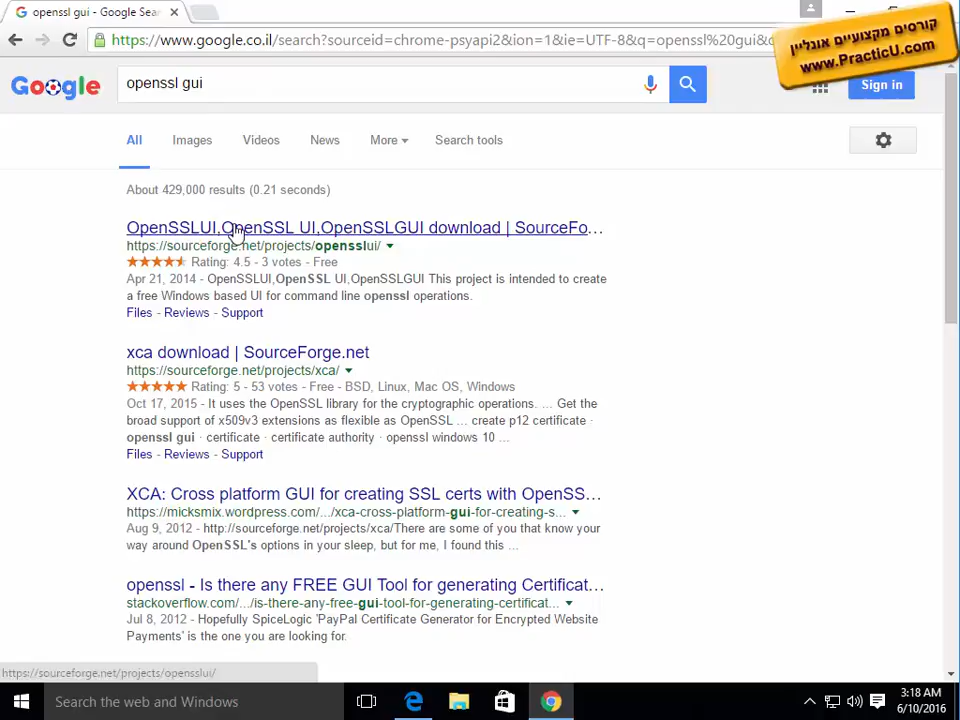 openssl gui - Google Sear
https://www.google.co.il/search?sourceid=chrome-psyapi2&ion=1&ie=UTF-8&q=openssl%20gui&
קורסים מקצועיים אונליין
www.PracticU.com
Google
openssl gui
Sign in
All
Images
Videos
News
More
Search tools
About 429,000 results (0.21 seconds)
OpenSSLUI,OpenSSL UI,OpenSSLGUI download | SourceFo...
https://sourceforge.net/projects/opensslui/
Rating: 4.5 - 3 votes - Free
Apr 21, 2014 - OpenSSLUI,OpenSSL UI,OpenSSLGUI This project is intended to create
a free Windows based UI for command line openssl operations.
Files - Reviews - Support
xca download | SourceForge.net
https://sourceforge.net/projects/xca/
Rating: 5 - 53 votes - Free - BSD, Linux, Mac OS, Windows
Oct 17, 2015 - It uses the OpenSSL library for the cryptographic operations. ... Get the
broad support of x509v3 extensions as flexible as OpenSSL ... create p12 certificate ·
openssl gui · certificate · certificate authority · openssl windows 10 ...
Files - Reviews - Support
XCA: Cross platform GUI for creating SSL certs with OpenSS...
https://micksmix.wordpress.com/.../xca-cross-platform-gui-for-creating-s...
Aug 9, 2012 - http://sourceforge.net/projects/xca/There are some of you that know your
way around OpenSSL's options in your sleep, but for me, I found this ...
openssl - Is there any FREE GUI Tool for generating Certificat...
stackoverflow.com/.../is-there-any-free-gui-tool-for-generating-certificat...
Jul 8, 2012 - Hopefully SpiceLogic 'PayPal Certificate Generator for Encrypted Website
Payments' is the one you are looking for.
https://sourceforge.net/projects/opensslui/
Search the web and Windows
3:18 AM
6/10/2016